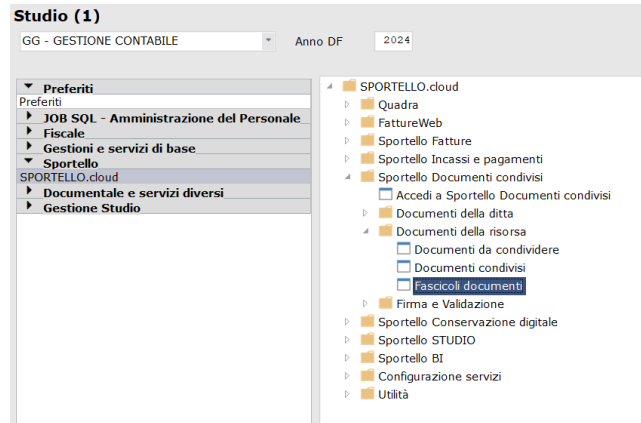 Studio (1)
GG - GESTIONE CONTABILE
Anno DF
2024
Preferiti
Preferiti
JOB SQL - Amministrazione del Personale
Fiscale
Gestioni e servizi di base
Sportello
SPORTELLO.cloud
Documentale e servizi diversi
Gestione Studio
SPORTELLO.cloud
Quadra
FattureWeb
Sportello Fatture
Sportello Incassi e pagamenti
Sportello Documenti condivisi
Accedi a Sportello Documenti condivisi
Documenti della ditta
Documenti della risorsa
Documenti da condividere
Documenti condivisi
Fascicoli documenti
Firma e Validazione
Sportello Conservazione digitale
Sportello STUDIO
Sportello BI
Configurazione servizi
Utilità